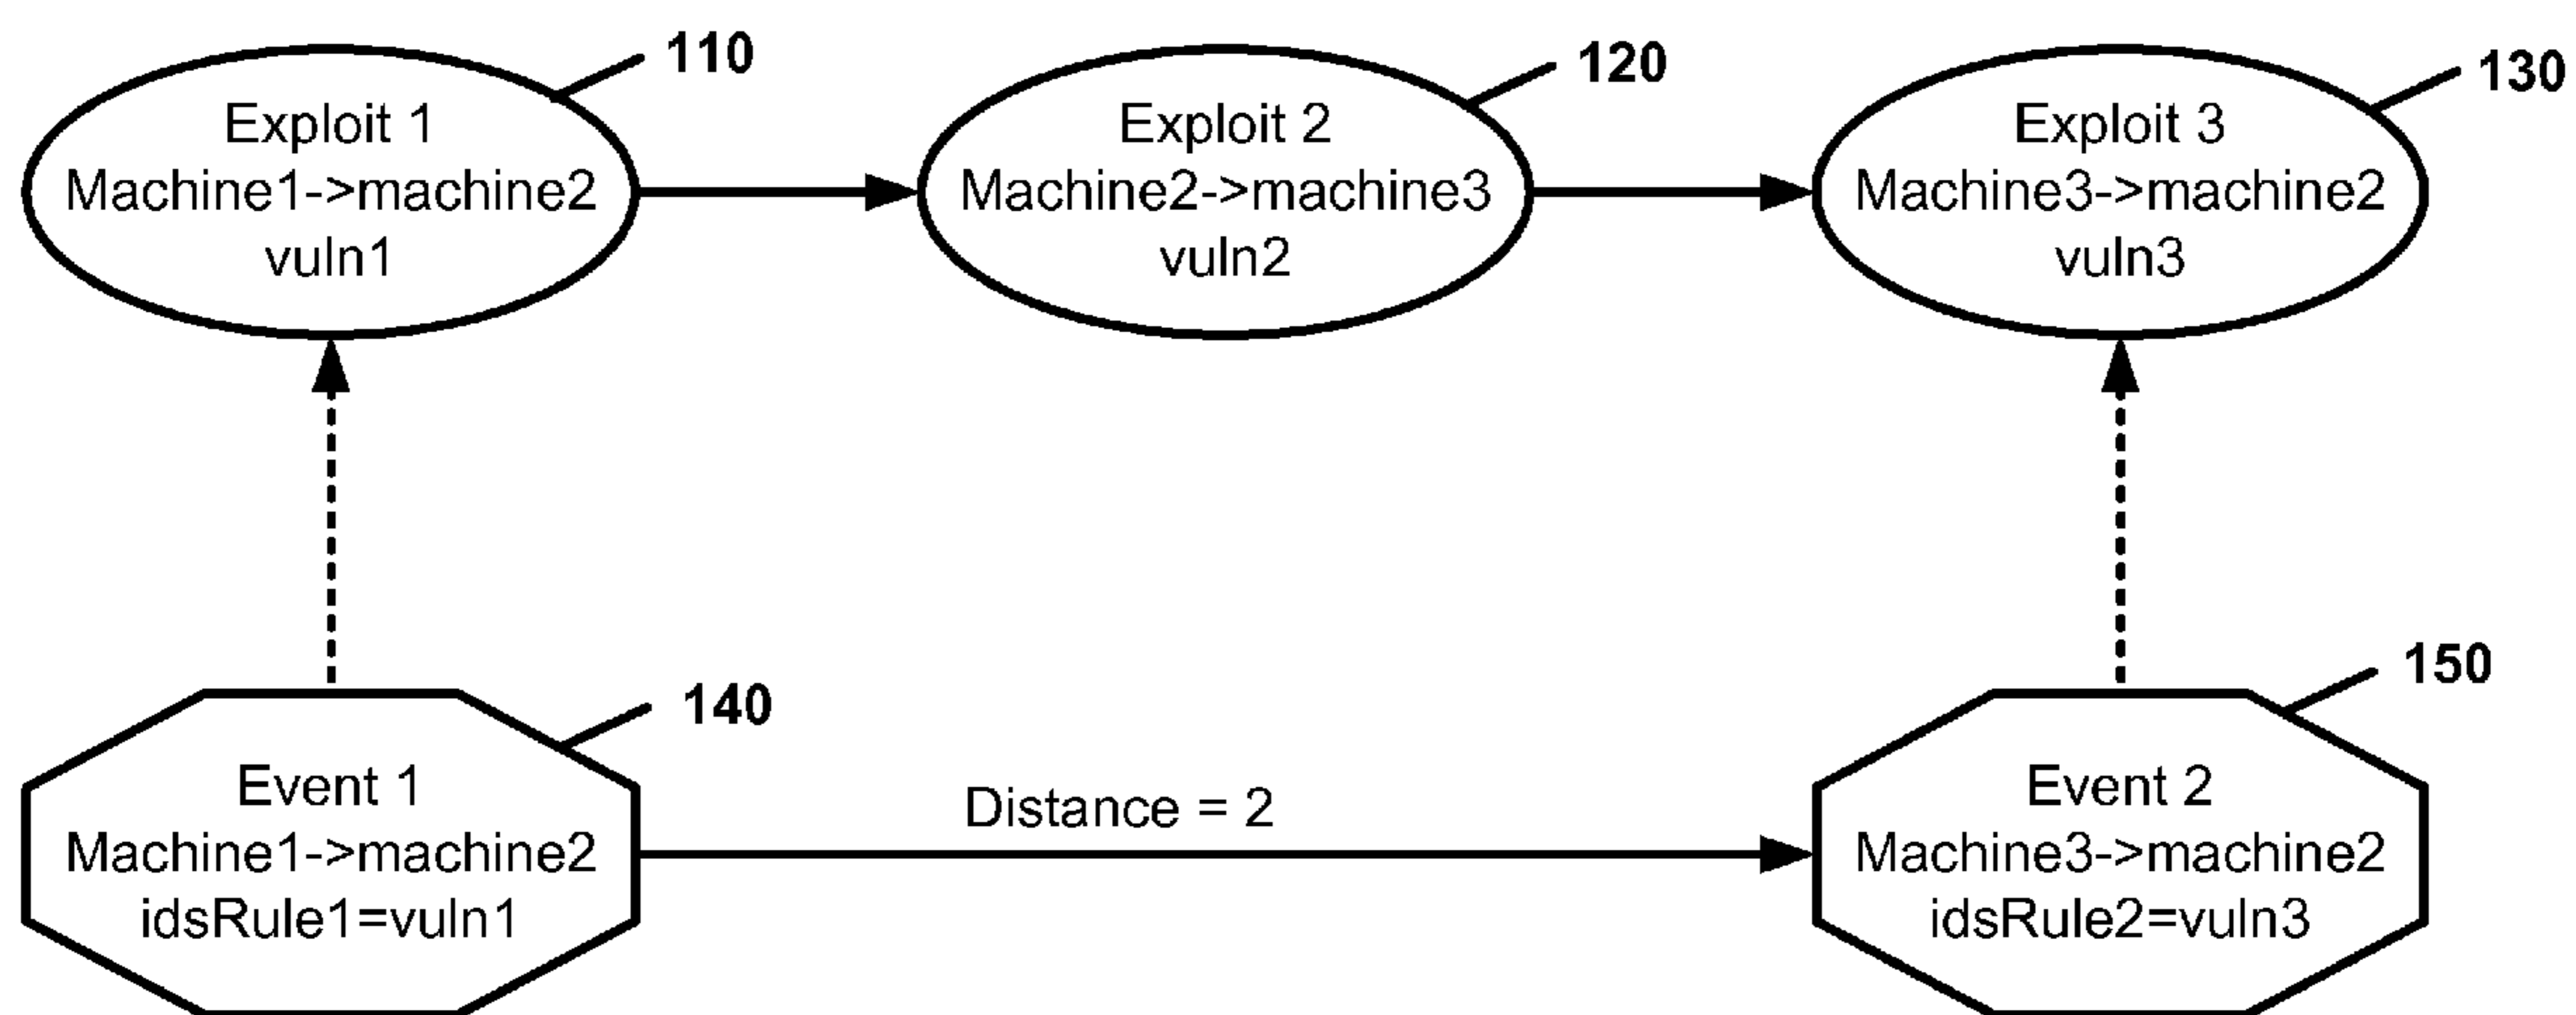 110
Exploit 1
Machine1->machine2
vuln1
120
Exploit 2
Machine2->machine3
vuln2
130
Exploit 3
Machine3->machine2
vuln3
140
Event 1
Machine1->machine2
idsRule1=vuln1
Distance = 2
150
Event 2
Machine3->machine2
idsRule2=vuln3